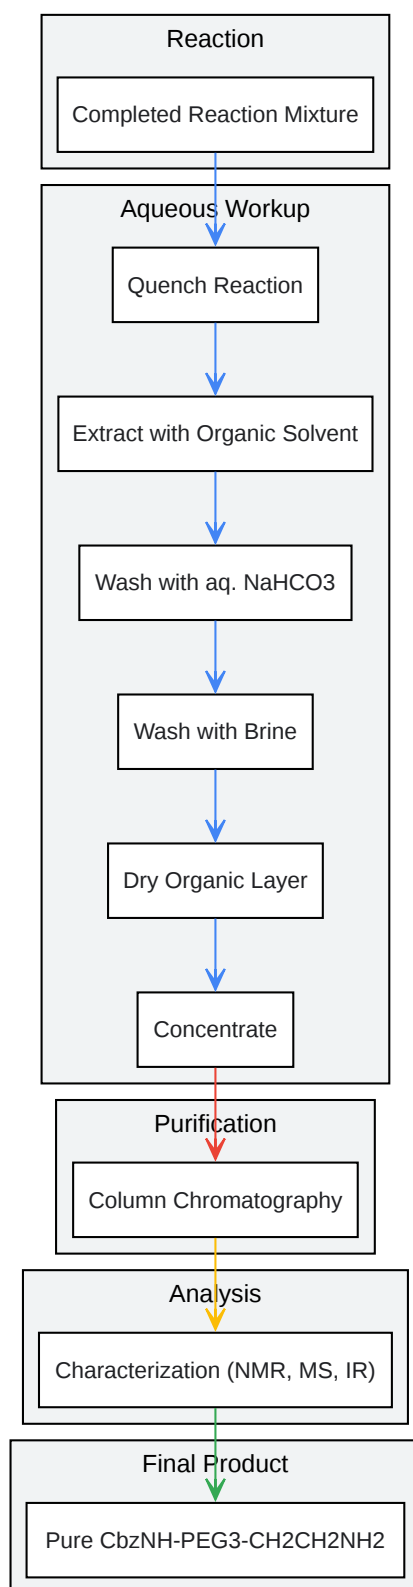 Reaction
Completed Reaction Mixture
Aqueous Workup
Quench Reaction
Extract with Organic Solvent
Wash with aq. NaHCO3
Wash with Brine
Dry Organic Layer
Concentrate
Purification
Column Chromatography
Analysis
Characterization (NMR, MS, IR)
Final Product
Pure CbzNH-PEG3-CH2CH2NH2